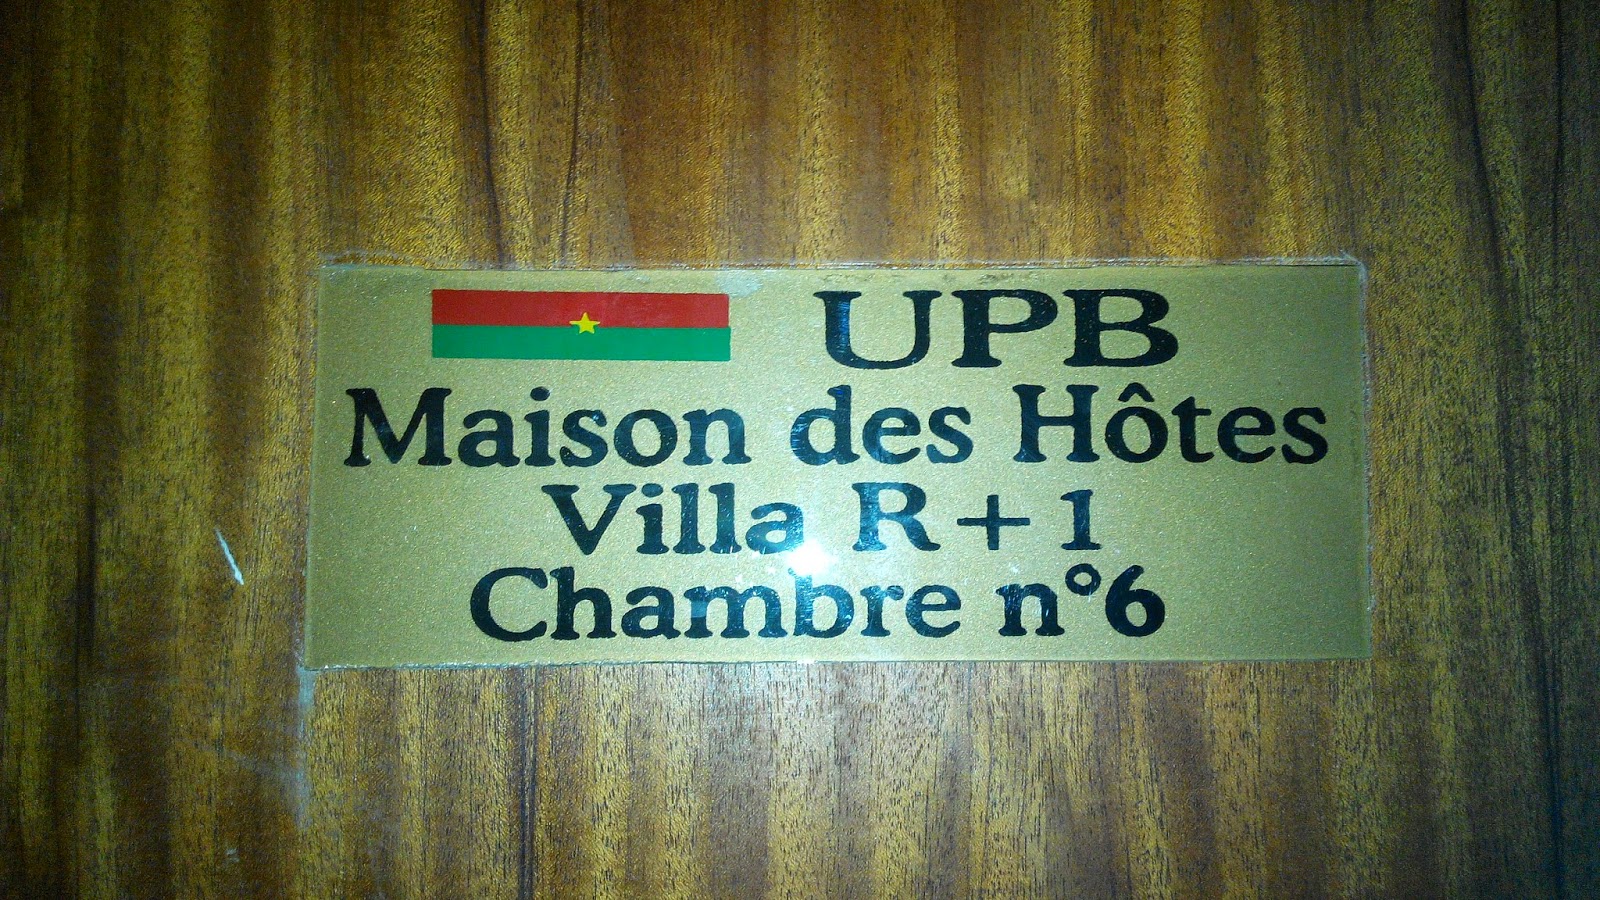 UPB
Maison des Hôtes
Villa R+1
Chambre n°6